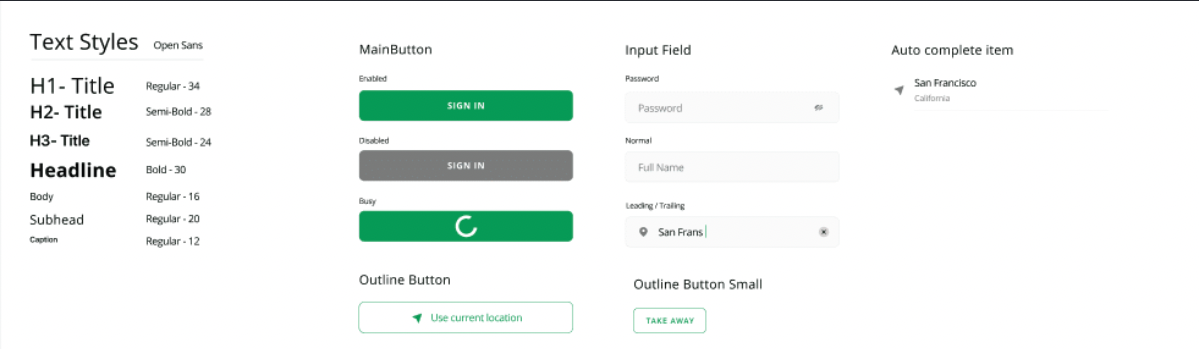 Text Styles Open Sans
H1- Title Regular - 34
H2- Title Semi-Bold - 28
H3- Title Semi-Bold - 24
Headline Bold - 30
Body Regular - 16
Subhead Regular - 20
Caption Regular - 12
MainButton
Enabled
SIGN IN
Disabled
SIGN IN
Busy
Outline Button
Use current location
Input Field
Password
Password
Normal
Full Name
Leading / Trailing
San Frans
Outline Button Small
TAKE AWAY
Auto complete item
San Francisco
California